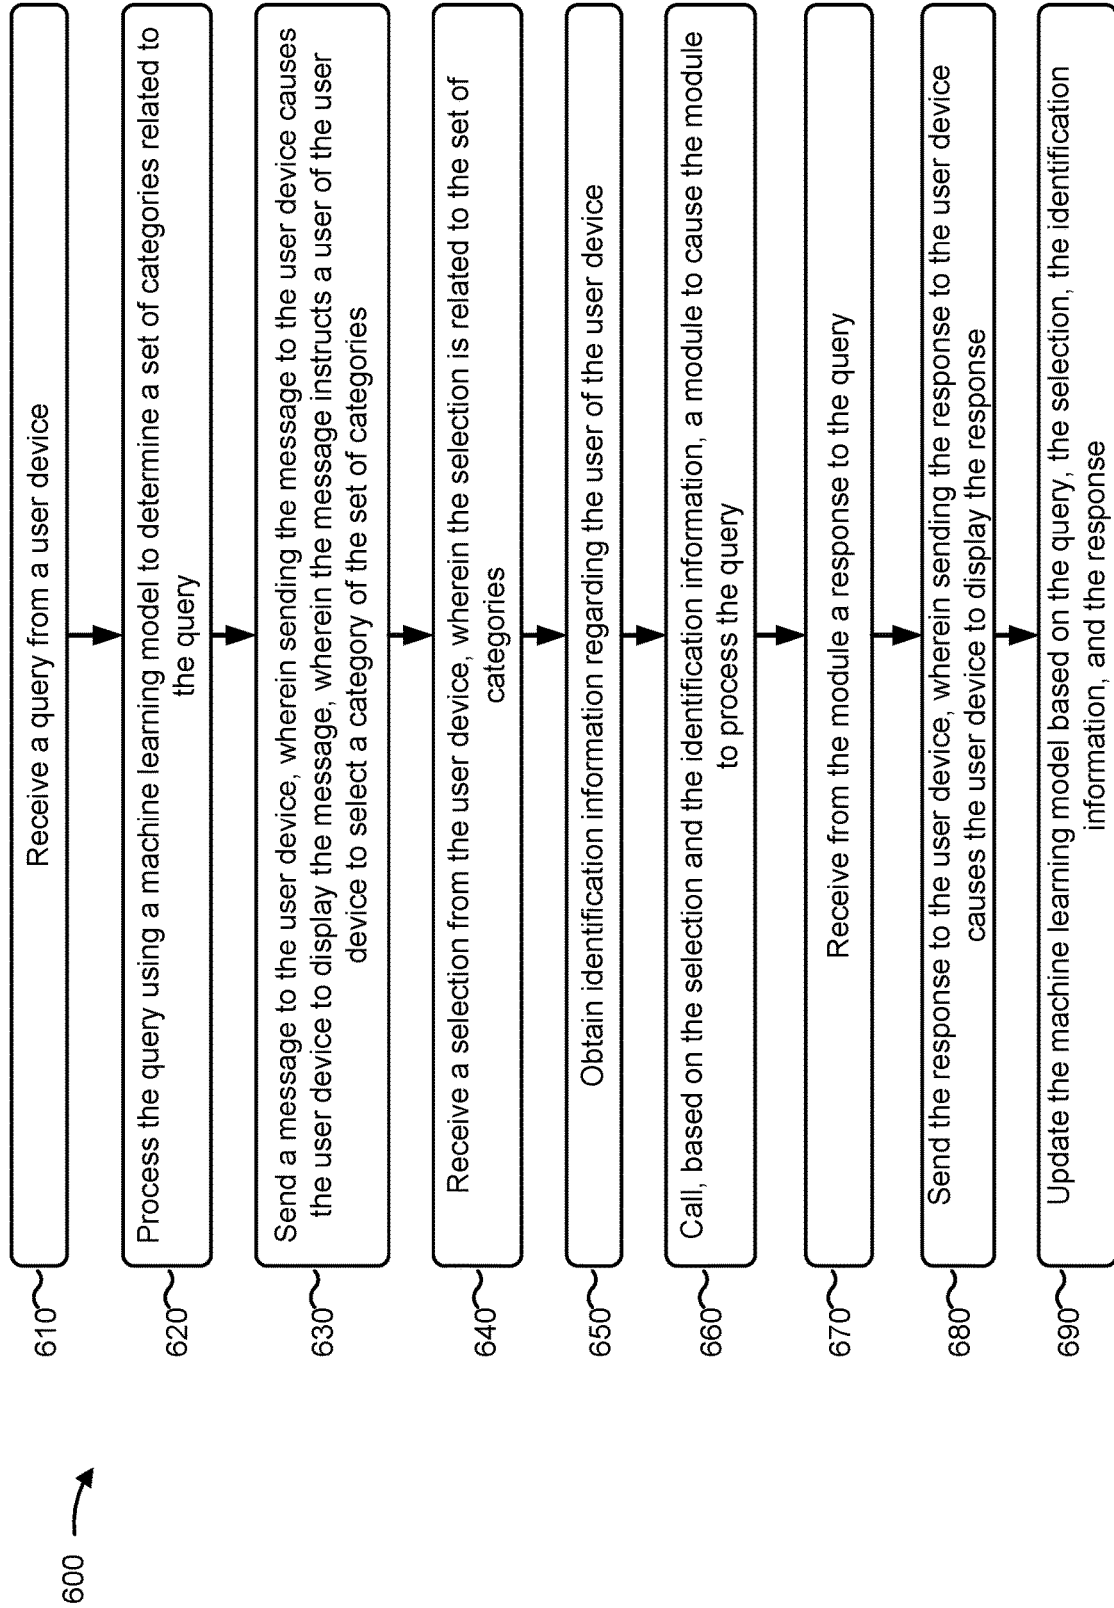 600
610
Receive a query from a user device
620
Process the query using a machine learning model to determine a set of categories related to
the query
630
Send a message to the user device, wherein sending the message to the user device causes
the user device to display the message, wherein the message instructs a user of the user
device to select a category of the set of categories
640
Receive a selection from the user device, wherein the selection is related to the set of
categories
650
Obtain identification information regarding the user of the user device
660
Call, based on the selection and the identification information, a module to cause the module
to process the query
670
Receive from the module a response to the query
680
Send the response to the user device, wherein sending the response to the user device
causes the user device to display the response
690
Update the machine learning model based on the query, the selection, the identification
information, and the response